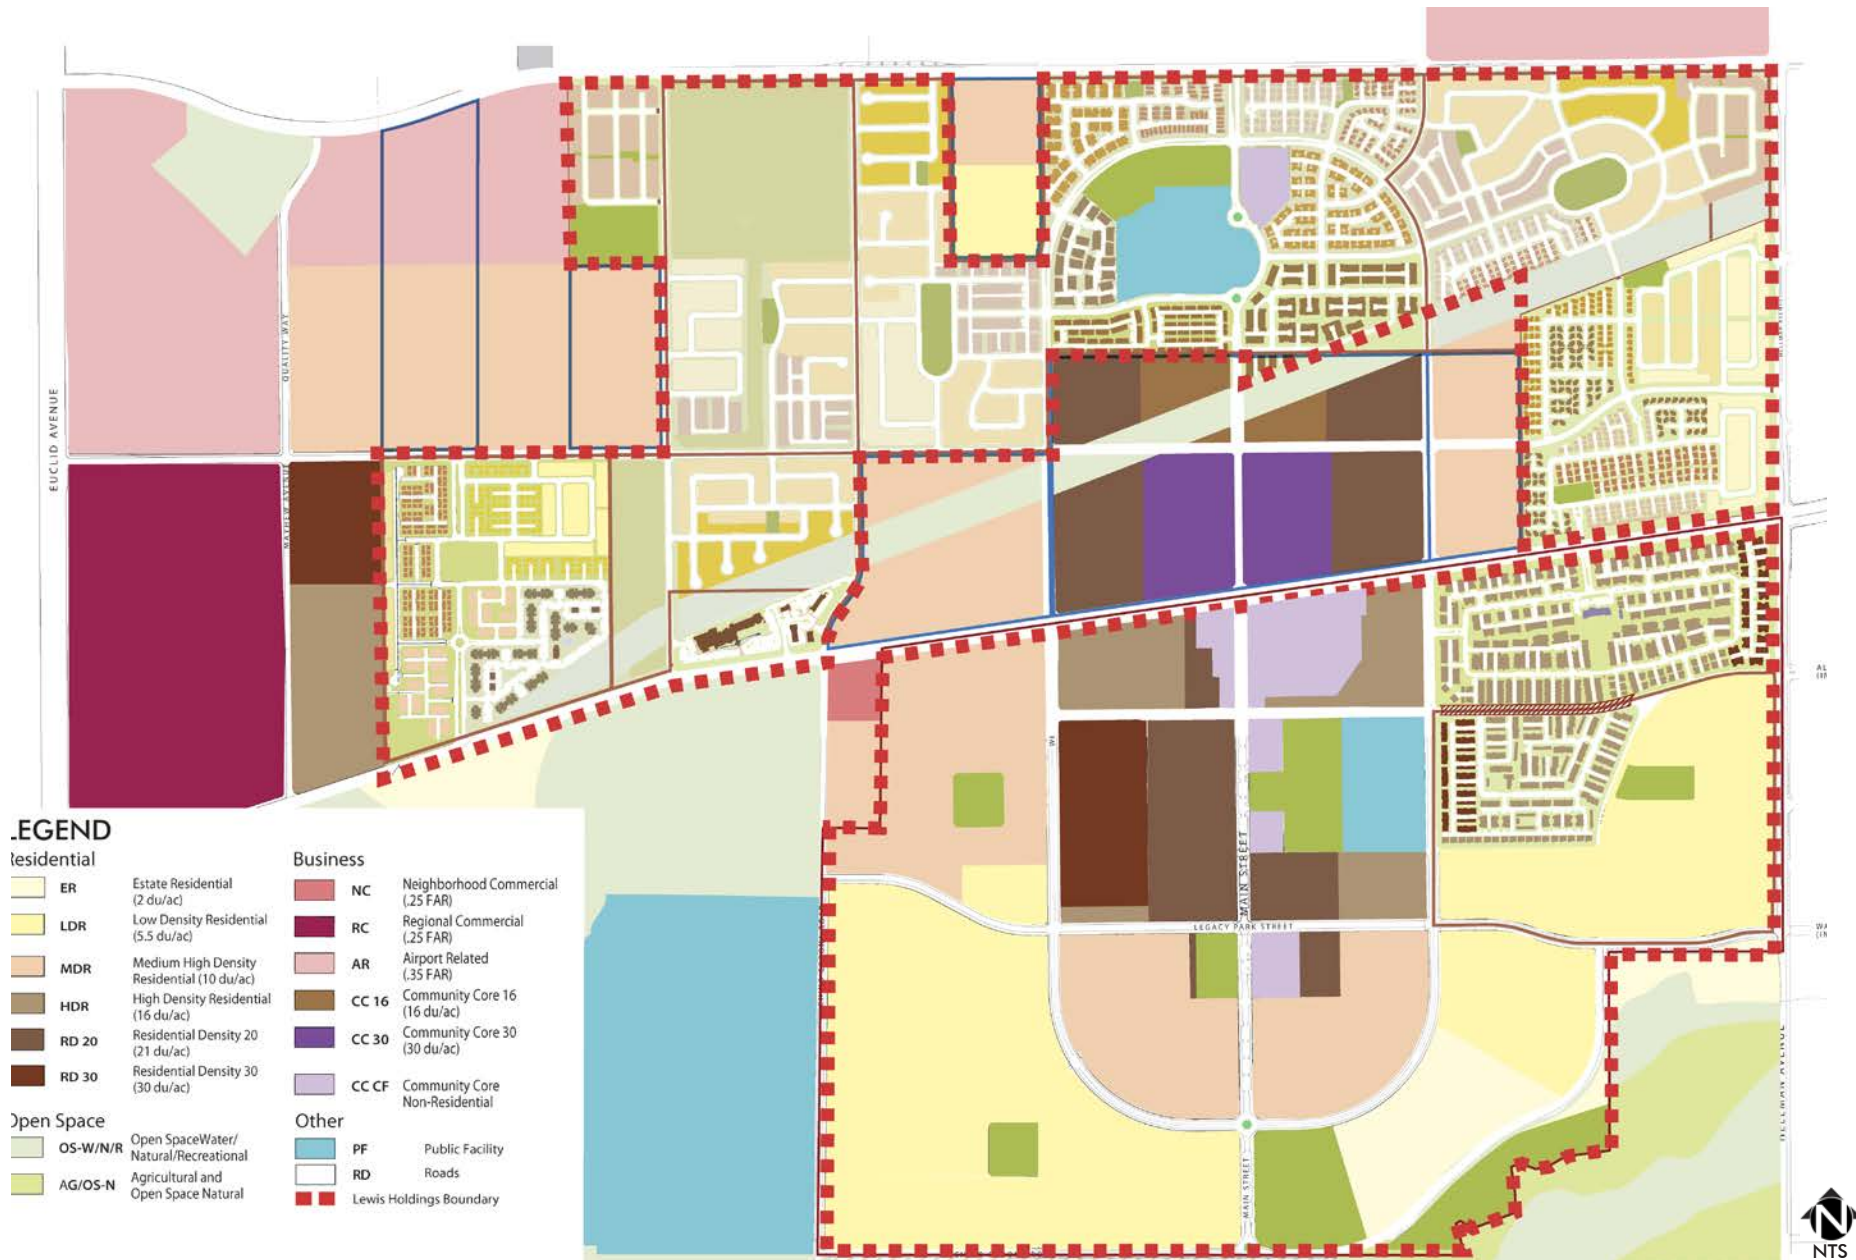 EUCLID AVENUE
QUALITY WAY
MAYHEW AVENUE
MAIN STREET
LEGACY PARK STREET
MAIN STREET
HELLMAN AVENUE
LEGEND
Residential
ER Estate Residential
(2 du/ac)
LDR Low Density Residential
(5.5 du/ac)
MDR Medium High Density
Residential (10 du/ac)
HDR High Density Residential
(16 du/ac)
RD 20 Residential Density 20
(21 du/ac)
RD 30 Residential Density 30
(30 du/ac)
Open Space
OS-W/N/R Open SpaceWater/
Natural/Recreational
AG/OS-N Agricultural and
Open Space Natural
Business
NC Neighborhood Commercial
(.25 FAR)
RC Regional Commercial
(.25 FAR)
AR Airport Related
(.35 FAR)
CC 16 Community Core 16
(16 du/ac)
CC 30 Community Core 30
(30 du/ac)
CC CF Community Core
Non-Residential
Other
PF Public Facility
RD Roads
Lewis Holdings Boundary
N
NTS